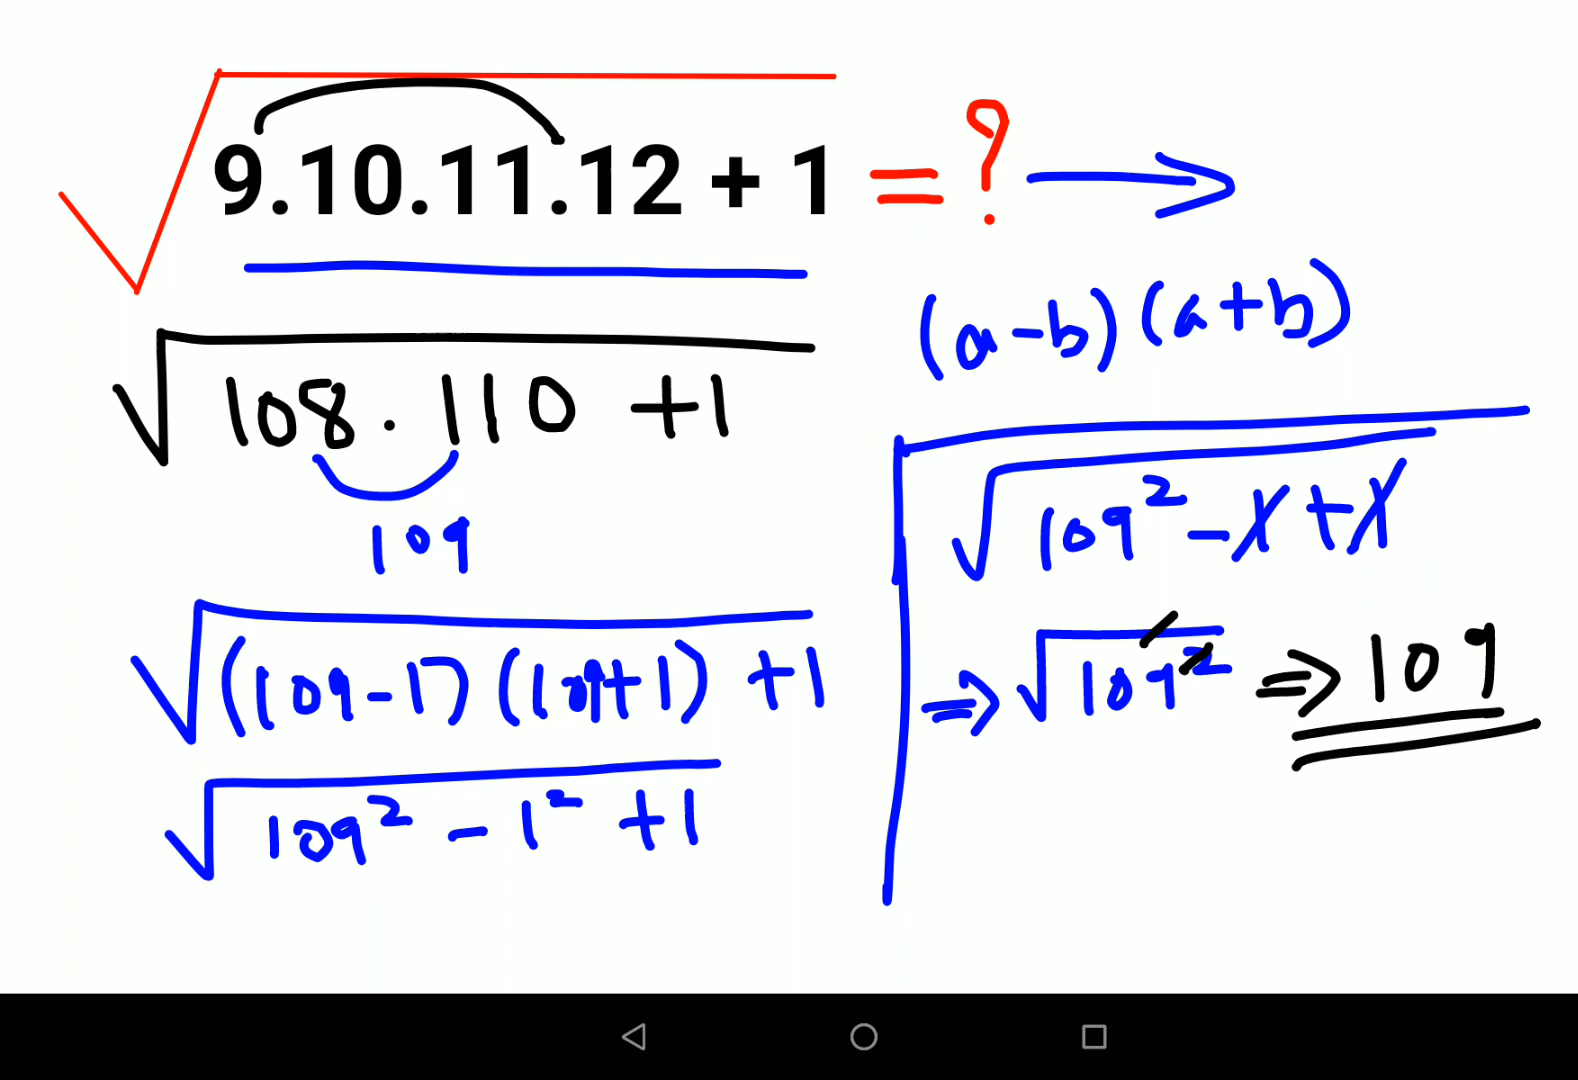 √9.10.11.12 + 1 = ?
√108.110 +1
109
√(109-1)(109+1) +1
√109² - 1² +1
(a-b)(a+b)
√109² - 1 + 1
⇒ √109² ⇒ 109